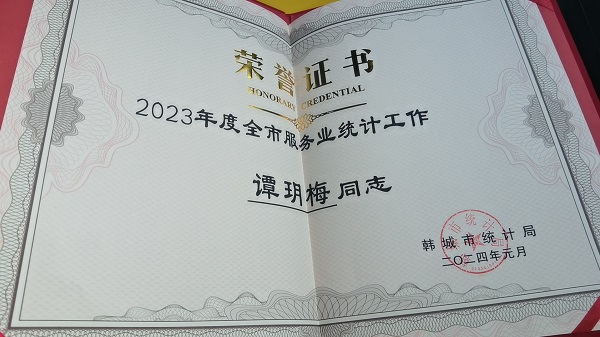 荣誉证书
HONORARY CREDENTIAL
2023年度全市服务业统计工作
谭玥梅同志
韩城市统计局
二〇二四年元月